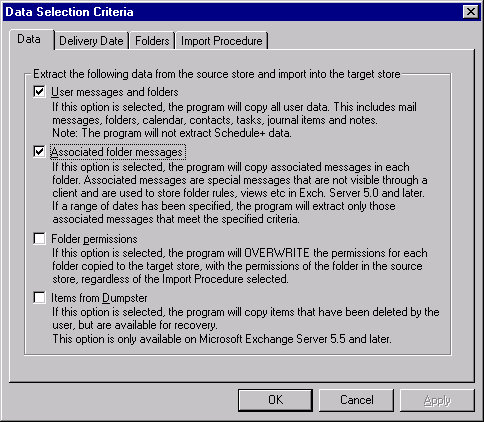 Data Selection Criteria
Data
Delivery Date
Folders
Import Procedure
Extract the following data from the source store and import into the target store
User messages and folders
If this option is selected, the program will copy all user data. This includes mail
messages, folders, calendar, contacts, tasks, journal items and notes.
Note: The program will not extract Schedule+ data.
Associated folder messages
If this option is selected, the program will copy associated messages in each
folder. Associated messages are special messages that are not visible through a
client and are used to store folder rules, views etc in Exch. Server 5.0 and later.
If a range of dates has been specified, the program will extract only those
associated messages that meet the specified criteria.
Folder permissions
If this option is selected, the program will OVERWRITE the permissions for each
folder copied to the target store, with the permissions of the folder in the source
store, regardless of the Import Procedure selected.
Items from Dumpster
If this option is selected, the program will copy items that have been deleted by the
user, but are available for recovery.
This option is only available on Microsoft Exchange Server 5.5 and later.
OK
Cancel
Apply